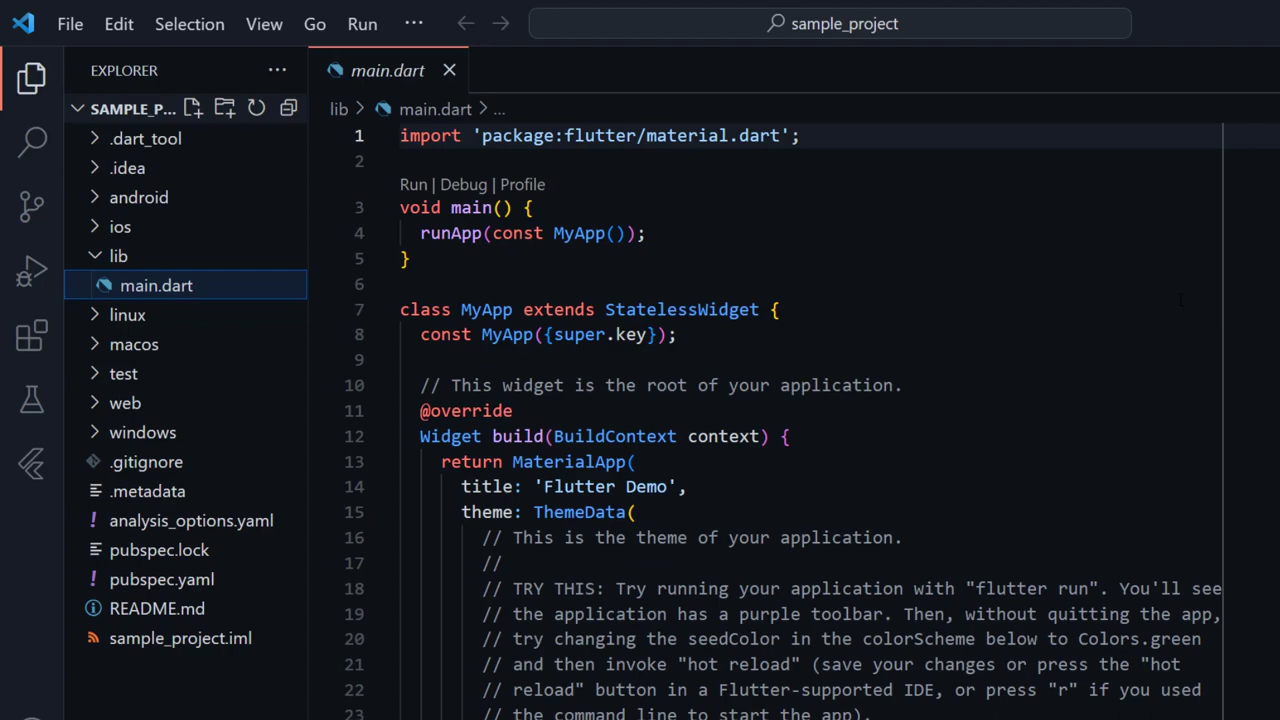 File Edit Selection View Go Run ··· sample_project
EXPLORER ···
SAMPLE_P...
.dart_tool
.idea
android
ios
lib
main.dart
linux
macos
test
web
windows
.gitignore
.metadata
analysis_options.yaml
pubspec.lock
pubspec.yaml
README.md
sample_project.iml
main.dart
lib > main.dart > ...
1 import 'package:flutter/material.dart';
2
Run | Debug | Profile
3 void main() {
4 runApp(const MyApp());
5 }
6
7 class MyApp extends StatelessWidget {
8 const MyApp({super.key});
9
10 // This widget is the root of your application.
11 @override
12 Widget build(BuildContext context) {
13 return MaterialApp(
14 title: 'Flutter Demo',
15 theme: ThemeData(
16 // This is the theme of your application.
17 //
18 // TRY THIS: Try running your application with "flutter run". You'll see
19 // the application has a purple toolbar. Then, without quitting the app,
20 // try changing the seedColor in the colorScheme below to Colors.green
21 // and then invoke "hot reload" (save your changes or press the "hot
22 // reload" button in a Flutter-supported IDE, or press "r" if you used
23 // the command line to start the app).